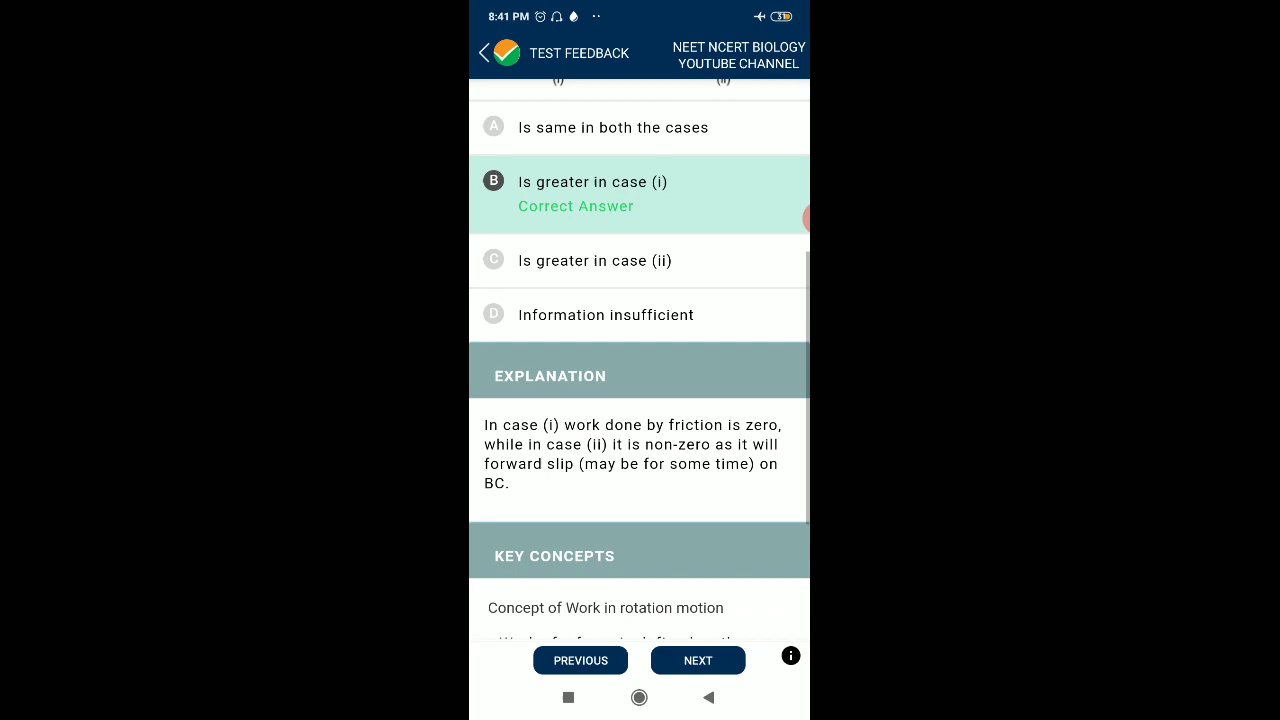 8:41 PM
31
TEST FEEDBACK
NEET NCERT BIOLOGY
YOUTUBE CHANNEL
(i) (ii)
A Is same in both the cases
B Is greater in case (i)
Correct Answer
C Is greater in case (ii)
D Information insufficient
EXPLANATION
In case (i) work done by friction is zero,
while in case (ii) it is non-zero as it will
forward slip (may be for some time) on
BC.
KEY CONCEPTS
Concept of Work in rotation motion
PREVIOUS NEXT